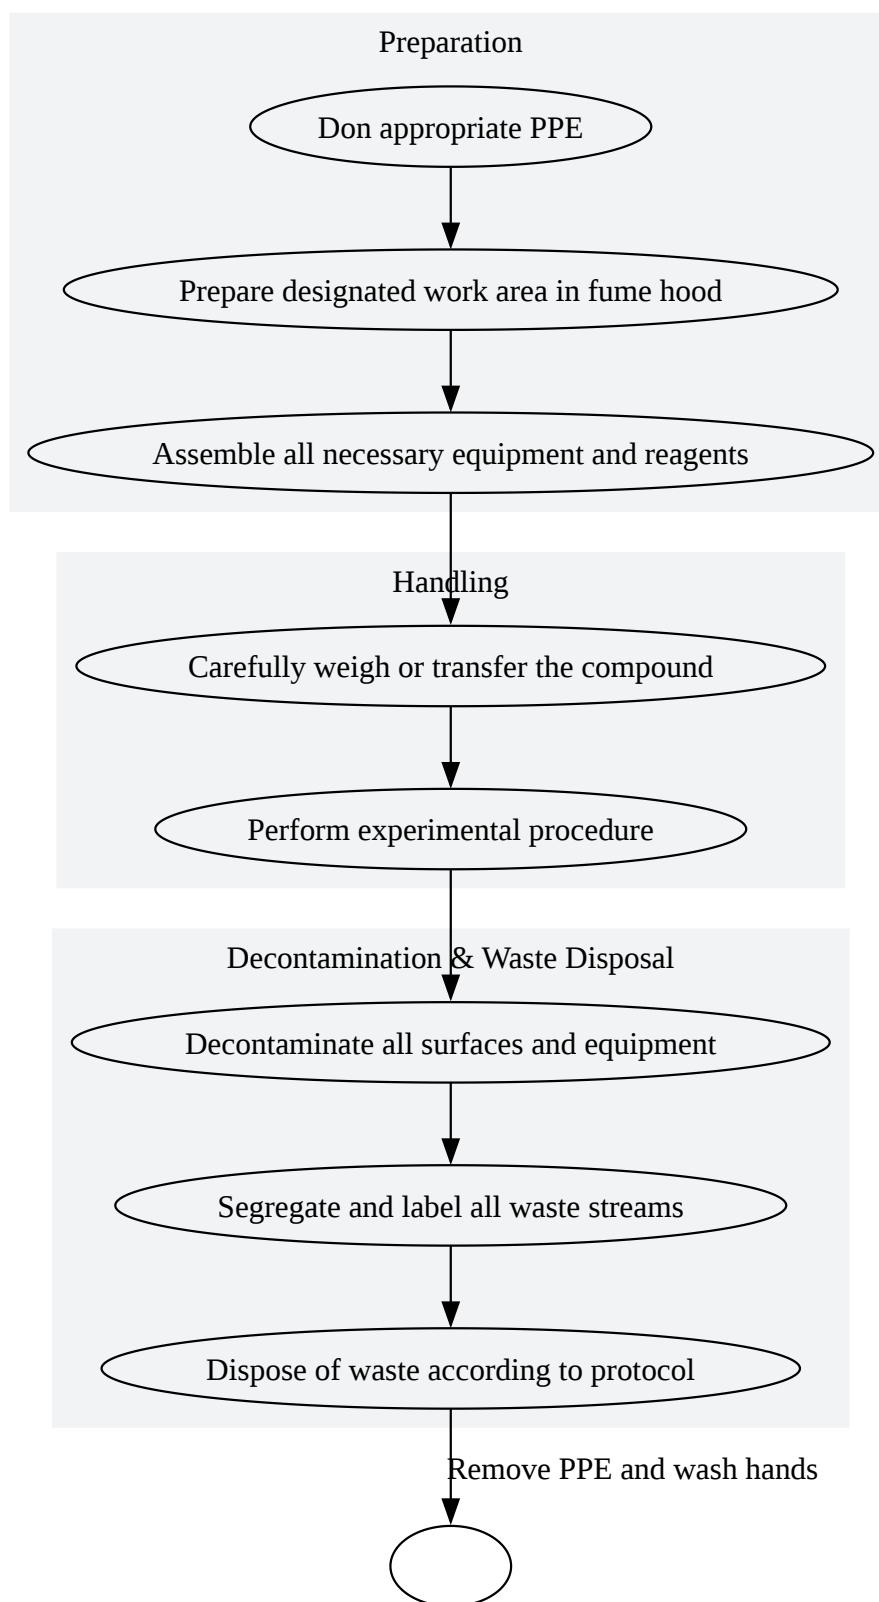 Preparation
Don appropriate PPE
Prepare designated work area in fume hood
Assemble all necessary equipment and reagents
Handling
Carefully weigh or transfer the compound
Perform experimental procedure
Decontamination & Waste Disposal
Decontaminate all surfaces and equipment
Segregate and label all waste streams
Dispose of waste according to protocol
Remove PPE and wash hands